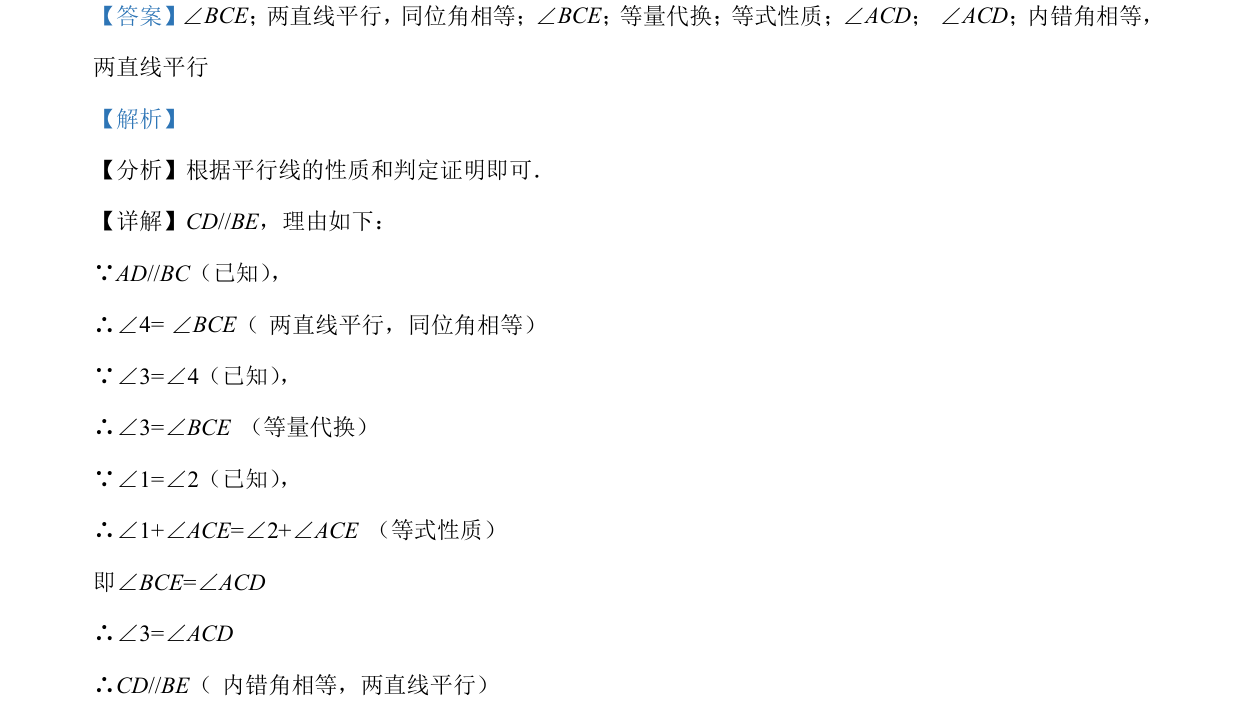 【答案】∠BCE；两直线平行，同位角相等；∠BCE；等量代换；等式性质；∠ACD； ∠ACD；内错角相等，
两直线平行
【解析】
【分析】根据平行线的性质和判定证明即可．
【详解】CD//BE，理由如下：
∵AD//BC（已知），
∴∠4= ∠BCE（ 两直线平行，同位角相等）
∵∠3=∠4（已知），
∴∠3=∠BCE （等量代换）
∵∠1=∠2（已知），
∴∠1+∠ACE=∠2+∠ACE （等式性质）
即∠BCE=∠ACD
∴∠3=∠ACD
∴CD//BE（ 内错角相等，两直线平行）